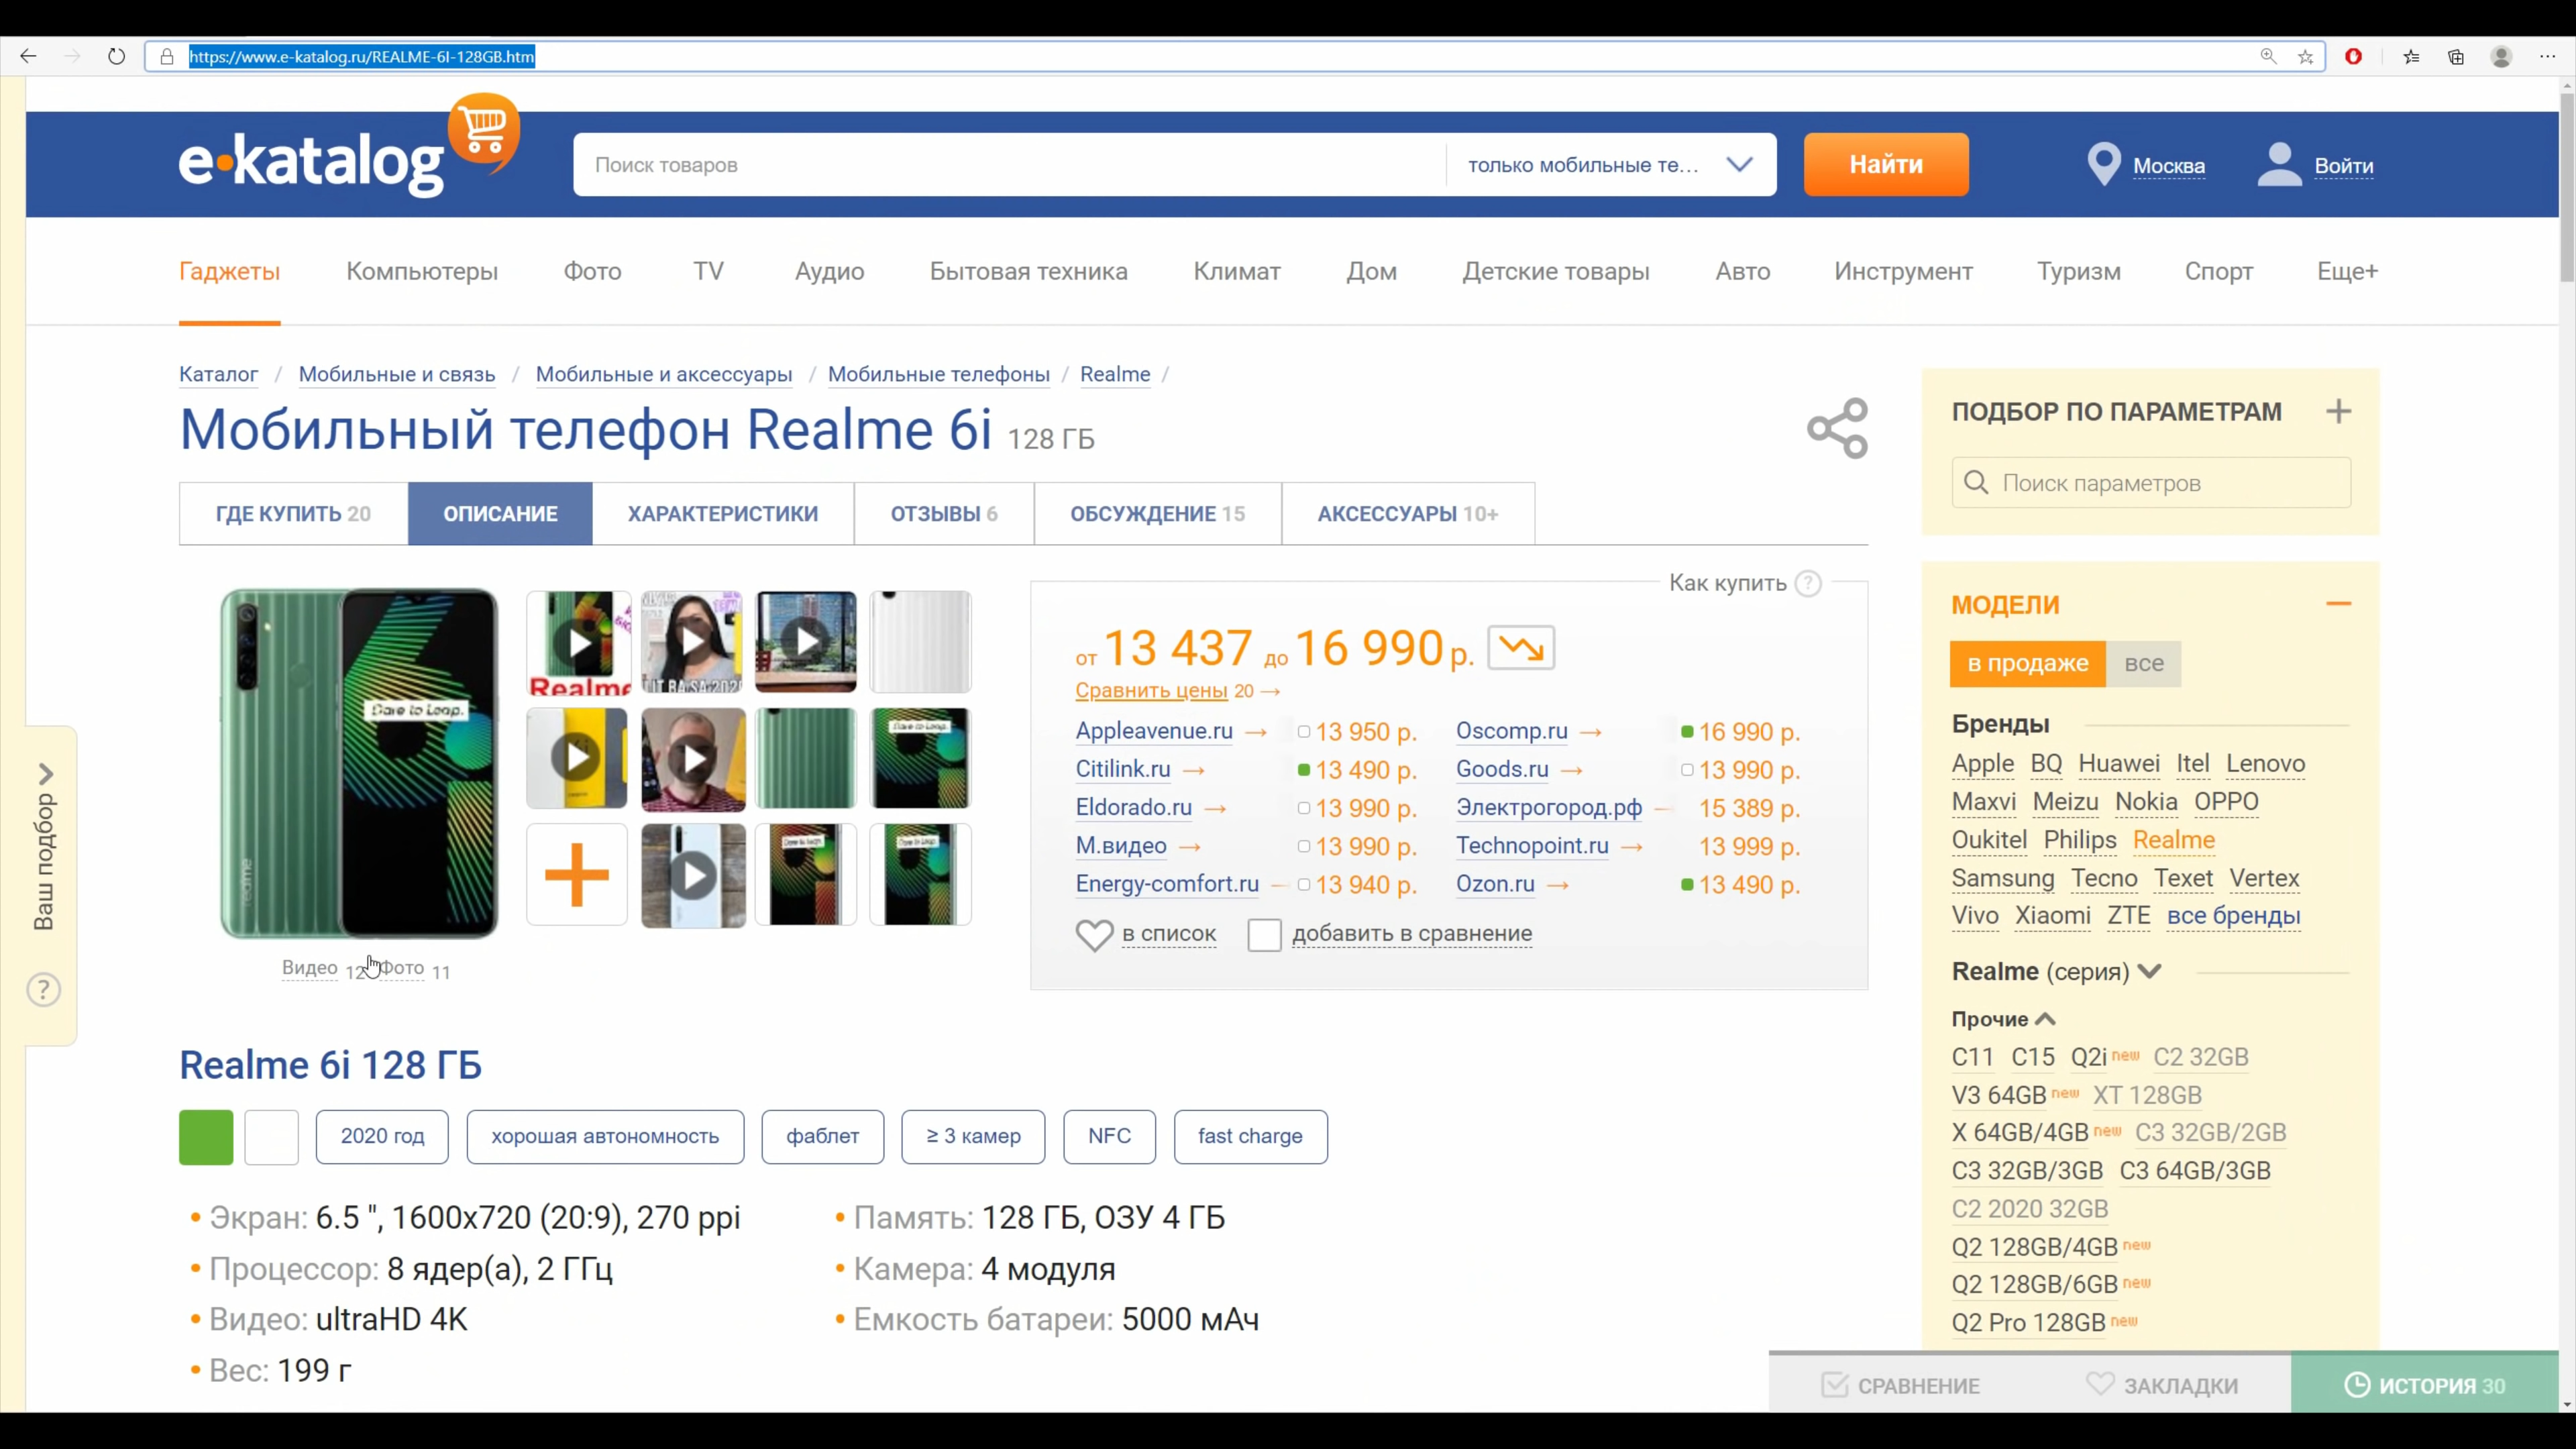 https://www.e-katalog.ru/REALME-6I-128GB.htm
e-katalog
Поиск товаров
только мобильные те...
Найти
Москва
Войти
Гаджеты Компьютеры Фото TV Аудио Бытовая техника Климат Дом Детские товары Авто Инструмент Туризм Спорт Еще+
Каталог / Мобильные и связь / Мобильные и аксессуары / Мобильные телефоны / Realme /
Мобильный телефон Realme 6i 128 ГБ
ГДЕ КУПИТЬ 20 ОПИСАНИЕ ХАРАКТЕРИСТИКИ ОТЗЫВЫ 6 ОБСУЖДЕНИЕ 15 АКСЕССУАРЫ 10+
realme
Dare to Leap.
Realme
Видео 12 Фото 11
Как купить ?
от 13 437 до 16 990 р.
Сравнить цены 20 →
Appleavenue.ru → 13 950 р. Oscomp.ru → 16 990 р.
Citilink.ru → 13 490 р. Goods.ru → 13 990 р.
Eldorado.ru → 13 990 р. Электрогород.рф 15 389 р.
М.видео → 13 990 р. Technopoint.ru → 13 999 р.
Energy-comfort.ru 13 940 р. Ozon.ru → 13 490 р.
в список добавить в сравнение
Realme 6i 128 ГБ
2020 год хорошая автономность фаблет ≥ 3 камер NFC fast charge
• Экран: 6.5 ", 1600x720 (20:9), 270 ppi
• Процессор: 8 ядер(а), 2 ГГц
• Видео: ultraHD 4K
• Вес: 199 г
• Память: 128 ГБ, ОЗУ 4 ГБ
• Камера: 4 модуля
• Емкость батареи: 5000 мАч
Ваш подбор
?
ПОДБОР ПО ПАРАМЕТРАМ +
Поиск параметров
МОДЕЛИ
в продаже все
Бренды
Apple BQ Huawei Itel Lenovo
Maxvi Meizu Nokia OPPO
Oukitel Philips Realme
Samsung Tecno Texet Vertex
Vivo Xiaomi ZTE все бренды
Realme (серия)
Прочие
C11 C15 Q2i new C2 32GB
V3 64GB new XT 128GB
X 64GB/4GB new C3 32GB/2GB
C3 32GB/3GB C3 64GB/3GB
C2 2020 32GB
Q2 128GB/4GB new
Q2 128GB/6GB new
Q2 Pro 128GB new
СРАВНЕНИЕ ЗАКЛАДКИ ИСТОРИЯ 30